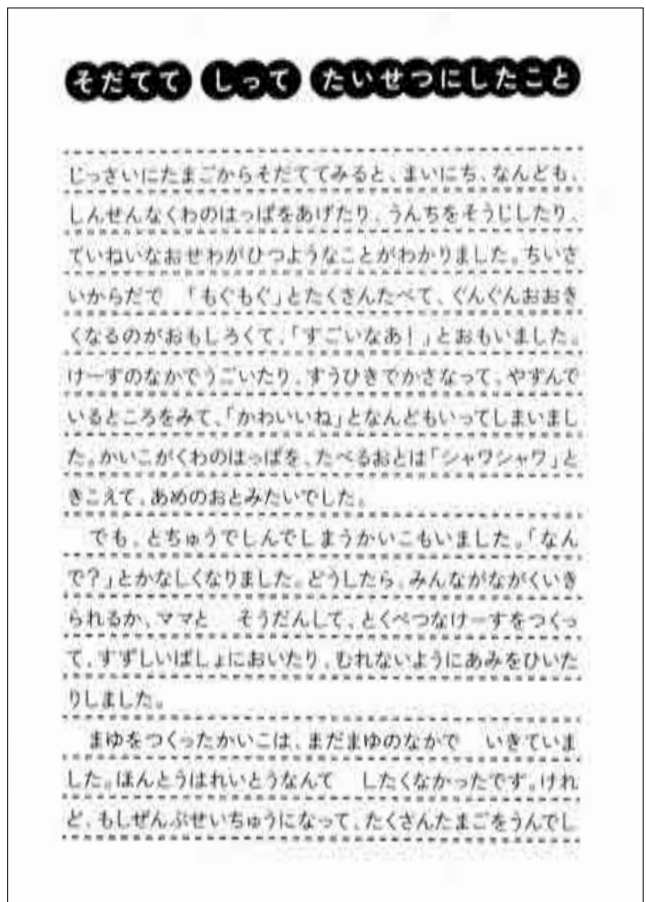 そだてて しって たいせつにしたこと
じっさいにたまごからそだててみると、まいにち、なんども、
しんせんなくわのはっぱをあげたり、うんちをそうじしたり、
ていねいなおせわがひつようなことがわかりました。ちいさ
いからだで　「もぐもぐ」とたくさんたべて、ぐんぐんおおき
くなるのがおもしろくて、「すごいなあ!」とおもいました。
けーすのなかでうごいたり、すうひきでかさなって、やずんで
いるところをみて、「かわいいね」となんどもいってしまいまし
た。かいこがくわのはっぱを、たべるおとは「シャワシャワ」と
きこえて、あめのおとみたいでした。
　でも、とちゅうでしんでしまうかいこもいました。「なん
で?」とかなしくなりました。どうしたら、みんながながくいき
られるか、ママと　そうだんして、とくべつなけーすをつくっ
て、すずしいばしょにおいたり、むれないようにあみをひいた
りしました。
　まゆをつくったかいこは、まだまゆのなかで　いきていま
した。ほんとうはれいとうなんて　したくなかったです。けれ
ど、もしぜんぶせいちゅうになって、たくさんたまごをうんでし